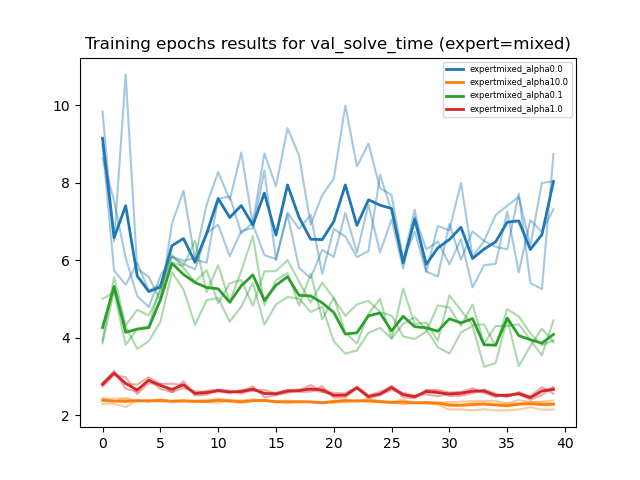 Training epochs results for val_solve_time (expert=mixed)
expertmixed_alpha0.0
expertmixed_alpha10.0
expertmixed_alpha0.1
expertmixed_alpha1.0
10
8
6
4
2
0 5 10 15 20 25 30 35 40